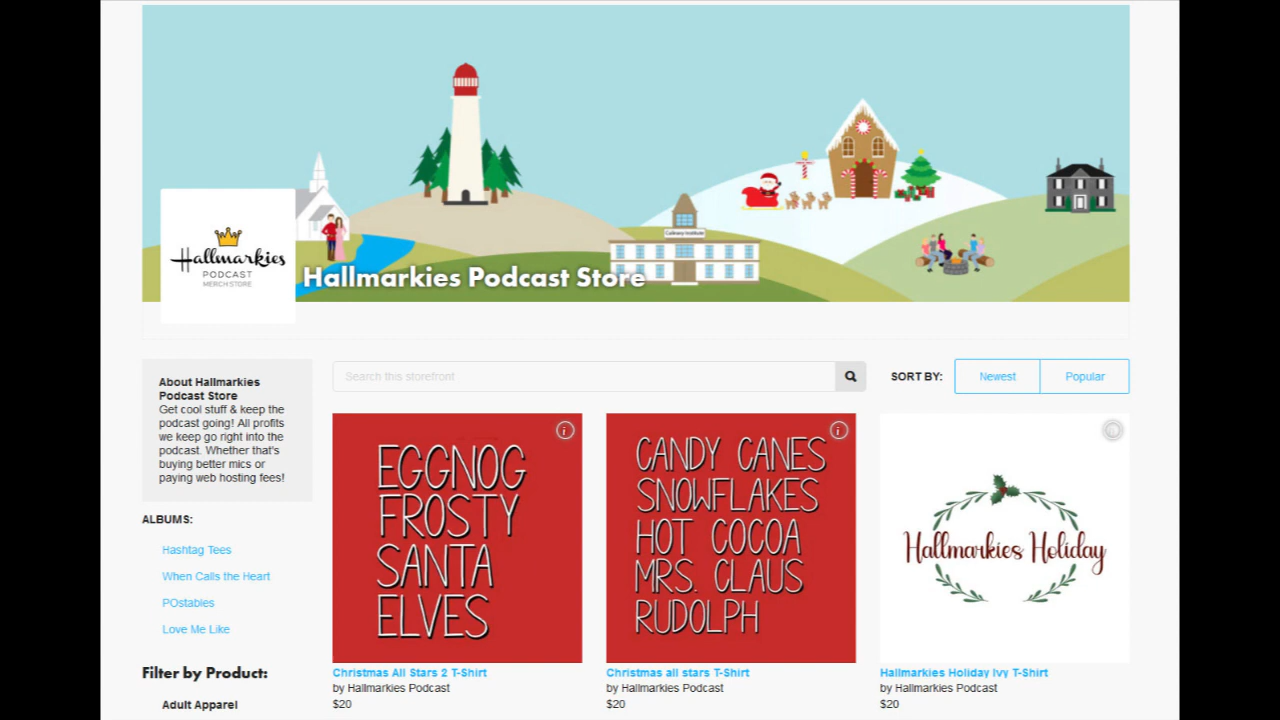 Culinary Institute
Hallmarkies
PODCAST
MERCH STORE
Hallmarkies Podcast Store
About Hallmarkies
Podcast Store
Get cool stuff & keep the
podcast going! All profits
we keep go right into the
podcast. Whether that's
buying better mics or
paying web hosting fees!
Search this storefront
SORT BY:
Newest
Popular
ALBUMS:
Hashtag Tees
When Calls the Heart
POstables
Love Me Like
Filter by Product:
Adult Apparel
EGGNOG
FROSTY
SANTA
ELVES
Christmas All Stars 2 T-Shirt
by Hallmarkies Podcast
$20
CANDY CANES
SNOWFLAKES
HOT COCOA
MRS. CLAUS
RUDOLPH
Christmas all stars T-Shirt
by Hallmarkies Podcast
$20
Hallmarkies Holiday
Hallmarkies Holiday Ivy T-Shirt
by Hallmarkies Podcast
$20